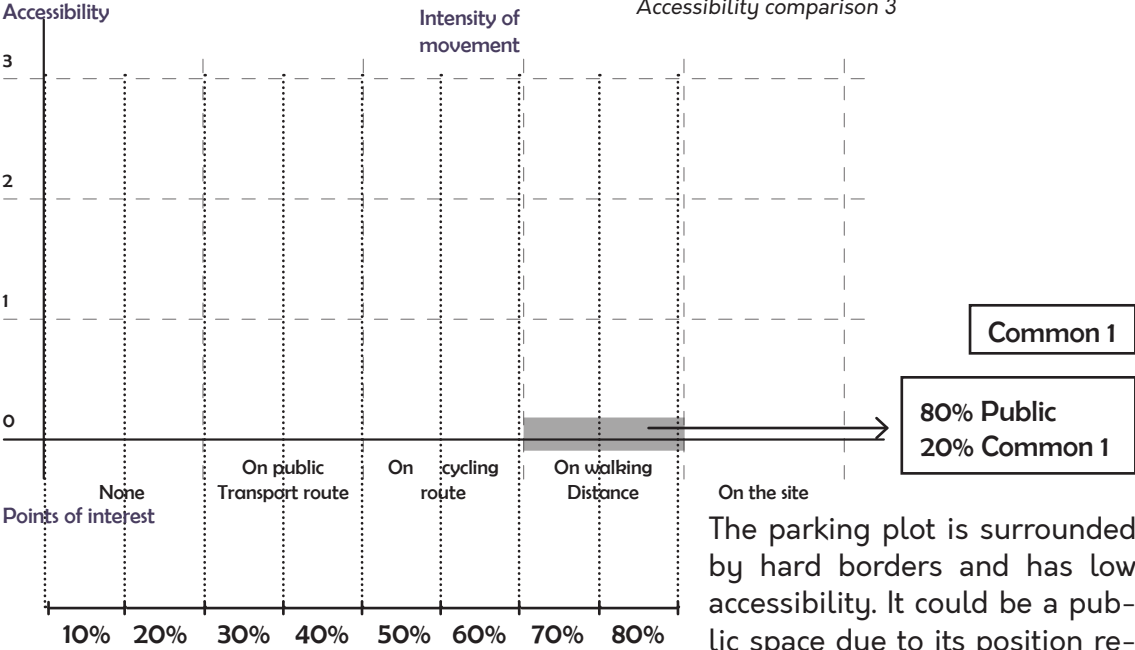 Accessibility comparison 3
Accessibility
Intensity of
movement
3
2
1
0
Common 1
80% Public
20% Common 1
None
On public
Transport route
On cycling
route
On walking
Distance
On the site
Points of interest
10% 20% 30% 40% 50% 60% 70% 80%
The parking plot is surrounded
by hard borders and has low
accessibility. It could be a pub-
lic space due to its position re-